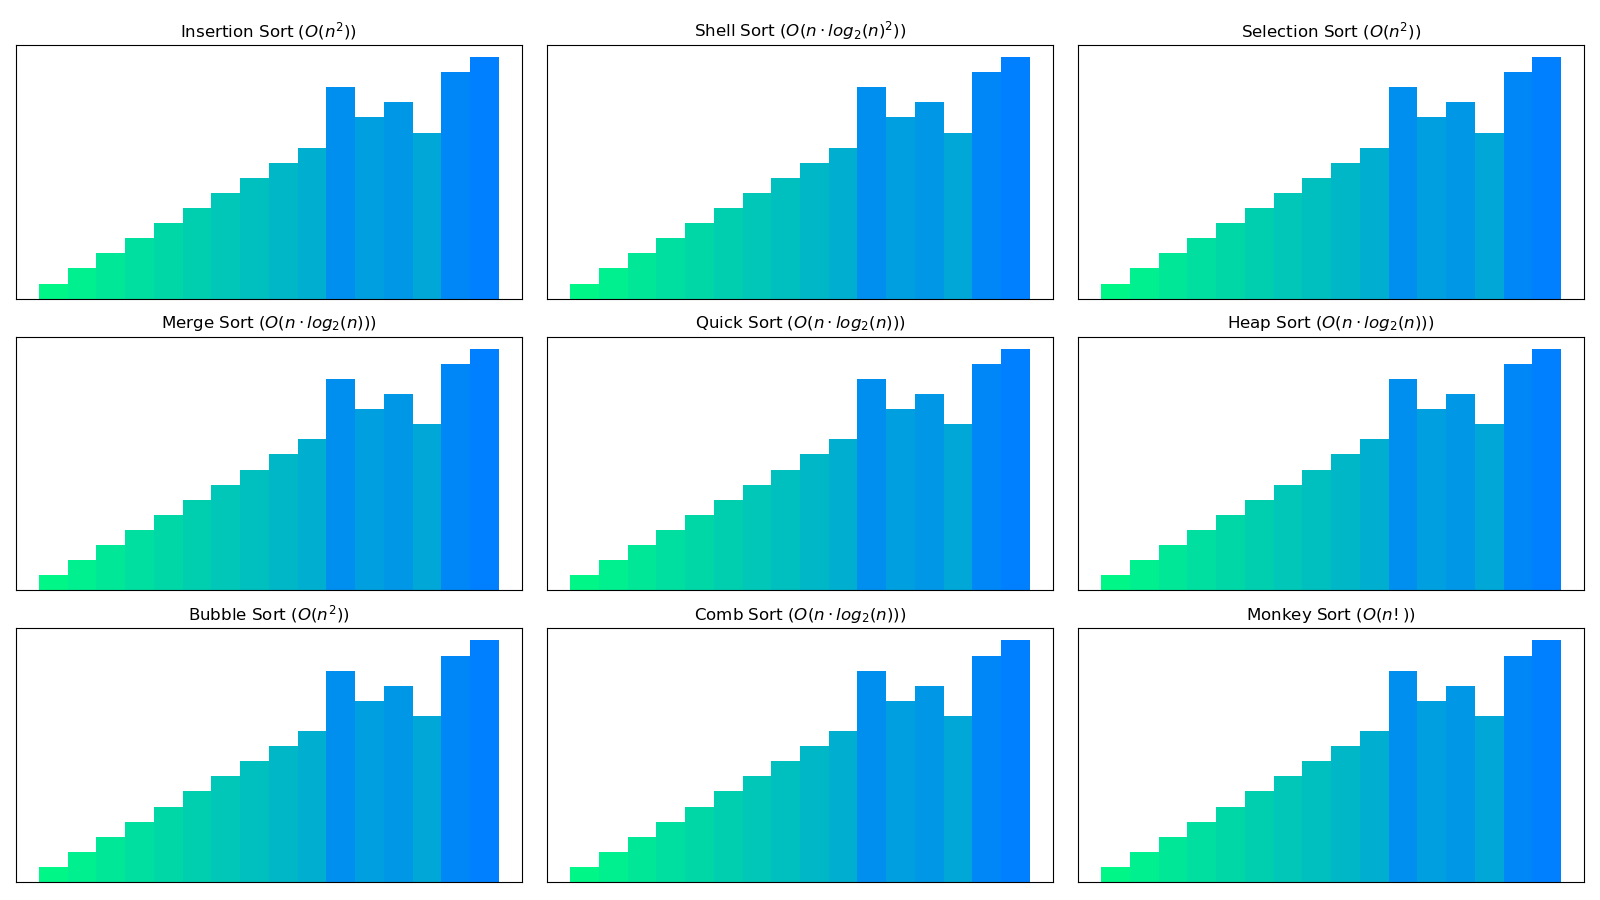 Insertion Sort (O(n²))
Shell Sort (O(n · log₂(n)²))
Selection Sort (O(n²))
Merge Sort (O(n · log₂(n)))
Quick Sort (O(n · log₂(n)))
Heap Sort (O(n · log₂(n)))
Bubble Sort (O(n²))
Comb Sort (O(n · log₂(n)))
Monkey Sort (O(n!))